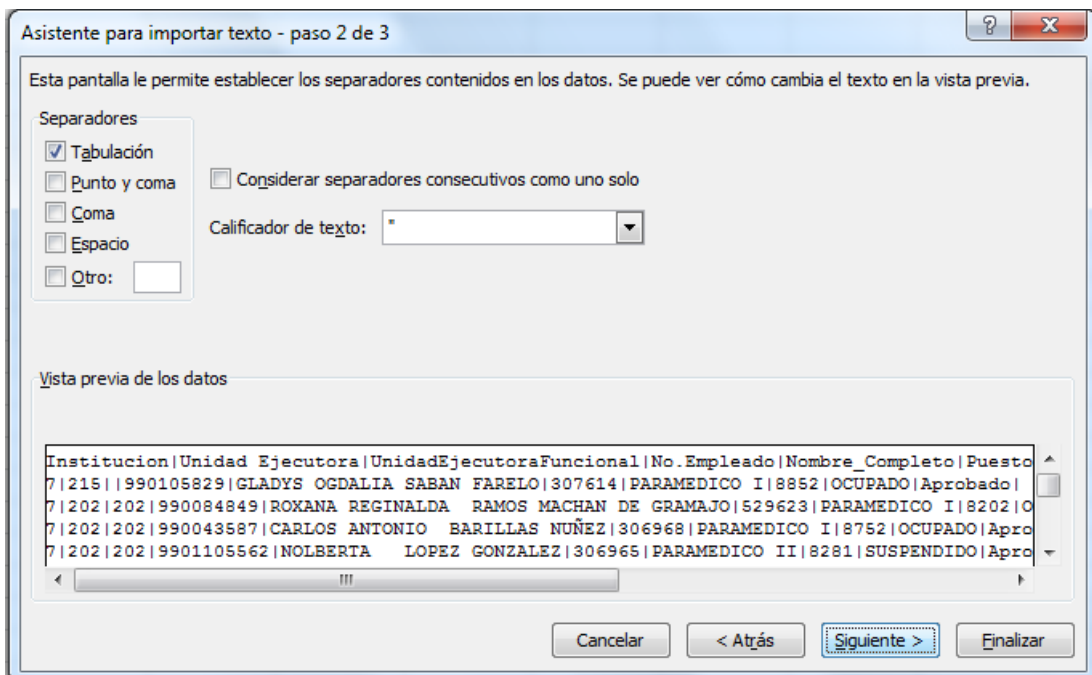 Asistente para importar texto - paso 2 de 3
Esta pantalla le permite establecer los separadores contenidos en los datos. Se puede ver cómo cambia el texto en la vista previa.
Separadores
Tabulación
Punto y coma
Coma
Espacio
Otro:
Considerar separadores consecutivos como uno solo
Calificador de texto: "
Vista previa de los datos
Institucion|Unidad Ejecutora|UnidadEjecutoraFuncional|No.Empleado|Nombre_Completo|Puesto
7|215||990105829|GLADYS OGDALIA SABAN FARELO|307614|PARAMEDICO I|8852|OCUPADO|Aprobado|
7|202|202|990084849|ROXANA REGINALDA  RAMOS MACHAN DE GRAMAJO|529623|PARAMEDICO I|8202|O
7|202|202|990043587|CARLOS ANTONIO  BARILLAS NUÑEZ|306968|PARAMEDICO I|8752|OCUPADO|Apro
7|202|202|9901105562|NOLBERTA   LOPEZ GONZALEZ|306965|PARAMEDICO II|8281|SUSPENDIDO|Apro
Cancelar
< Atrás
Siguiente >
Finalizar